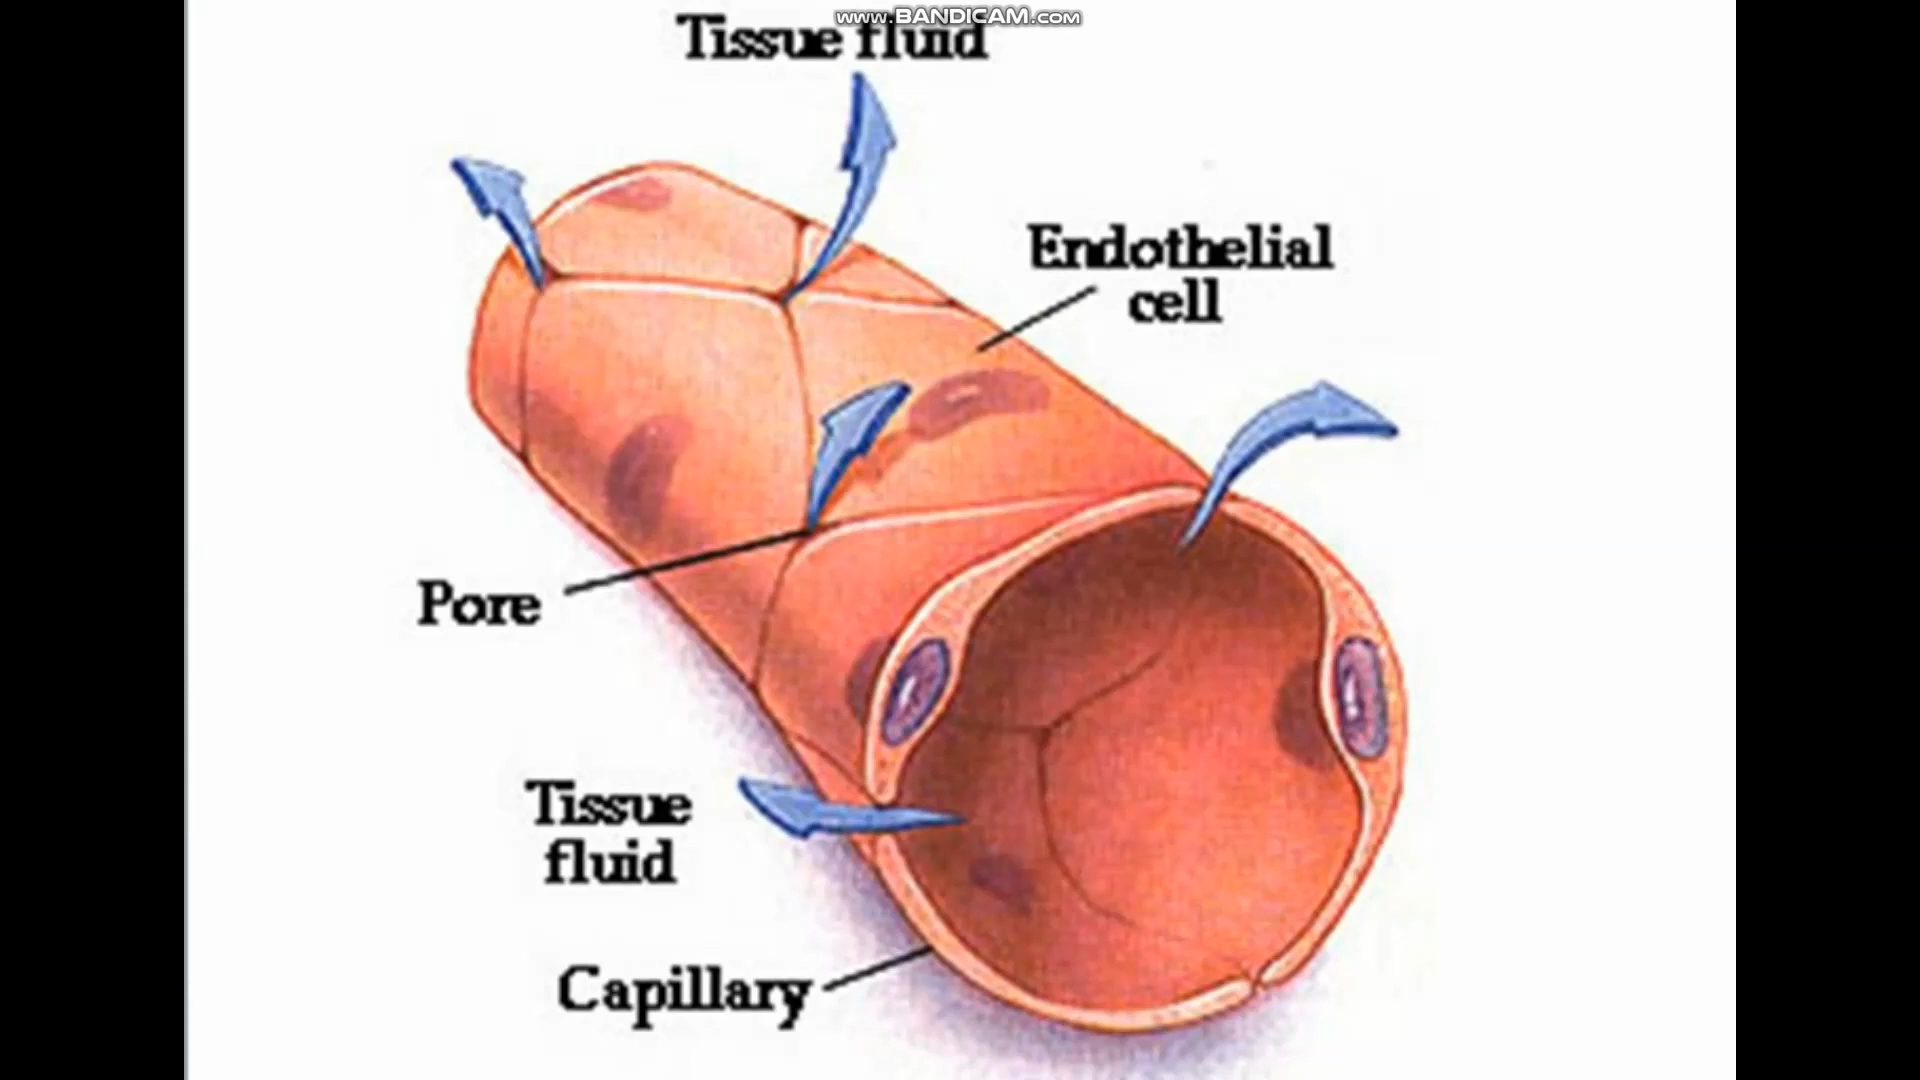 www.BANDICAM.com
Tissue fluid
Endothelial
cell
Pore
Tissue
fluid
Capillary